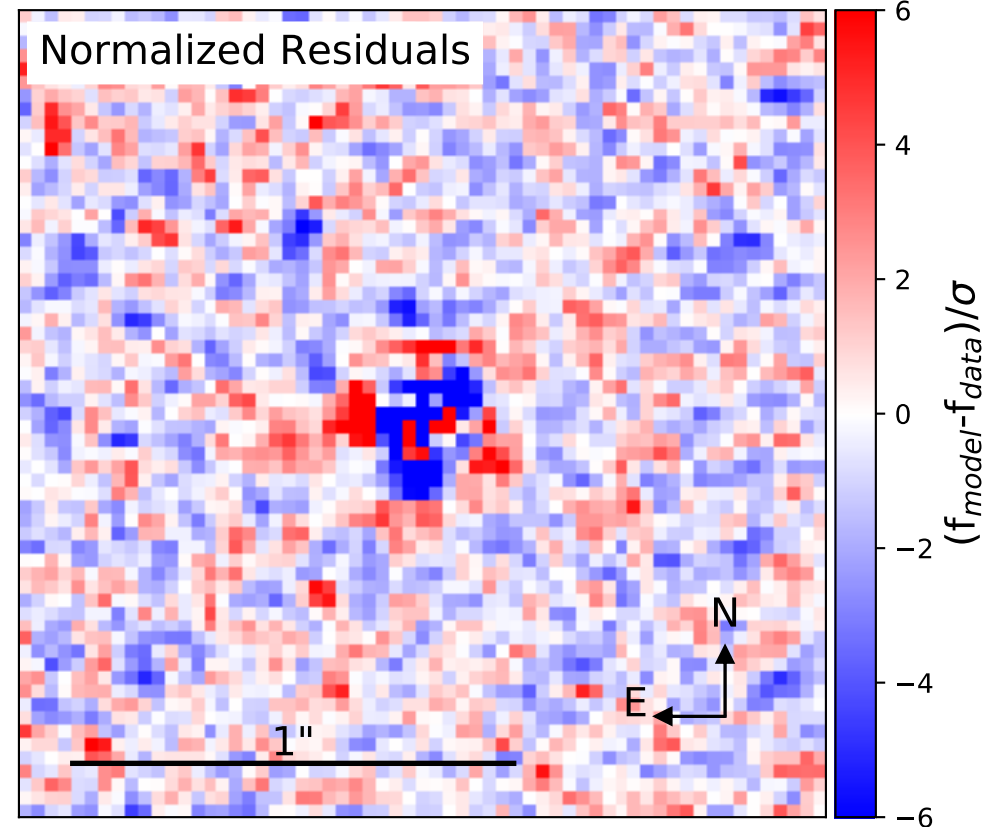 Normalized Residuals
6
4
2
0
−2
−4
−6
(f_model-f_data)/σ
N
E
1"